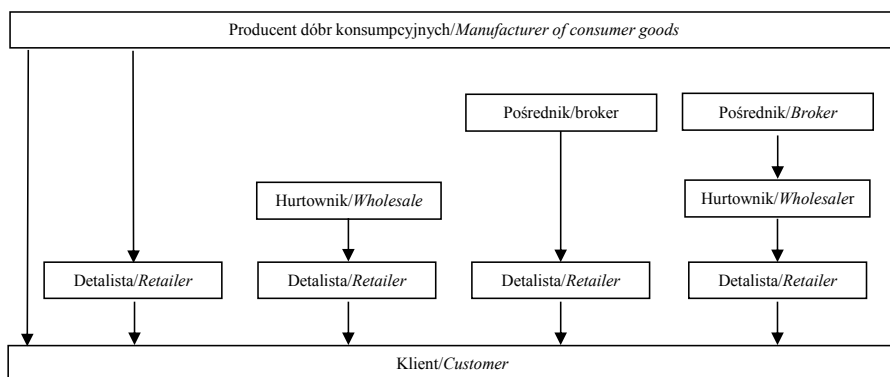 Producent dóbr konsumpcyjnych/Manufacturer of consumer goods
Pośrednik/broker
Pośrednik/Broker
Hurtownik/Wholesale
Hurtownik/Wholesaler
Detalista/Retailer
Detalista/Retailer
Detalista/Retailer
Detalista/Retailer
Klient/Customer